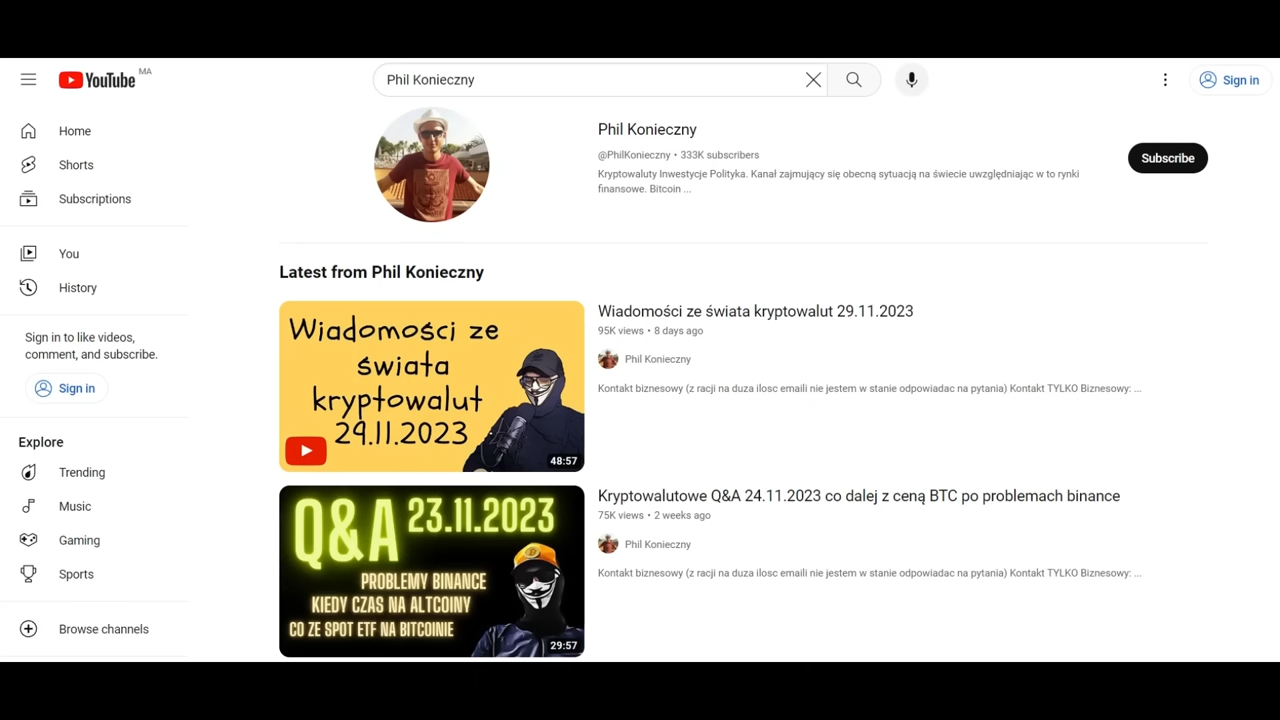 YouTube MA
Phil Konieczny
Sign in
Home
Shorts
Subscriptions
You
History
Sign in to like videos,
comment, and subscribe.
Sign in
Explore
Trending
Music
Gaming
Sports
Browse channels
Phil Konieczny
@PhilKonieczny • 333K subscribers
Kryptowaluty Inwestycje Polityka. Kanał zajmujący się obecną sytuacją na świecie uwzględniając w to rynki
finansowe. Bitcoin ...
Subscribe
Latest from Phil Konieczny
Wiadomości ze
świata
kryptowalut
29.11.2023
48:57
Wiadomości ze świata kryptowalut 29.11.2023
95K views • 8 days ago
Phil Konieczny
Kontakt biznesowy (z racji na duza ilosc emaili nie jestem w stanie odpowiadac na pytania) Kontakt TYLKO Biznesowy: ...
Q&A 23.11.2023
PROBLEMY BINANCE
KIEDY CZAS NA ALTCOINY
CO ZE SPOT ETF NA BITCOINIE
29:57
Kryptowalutowe Q&A 24.11.2023 co dalej z ceną BTC po problemach binance
75K views • 2 weeks ago
Phil Konieczny
Kontakt biznesowy (z racji na duza ilosc emaili nie jestem w stanie odpowiadac na pytania) Kontakt TYLKO Biznesowy: ...